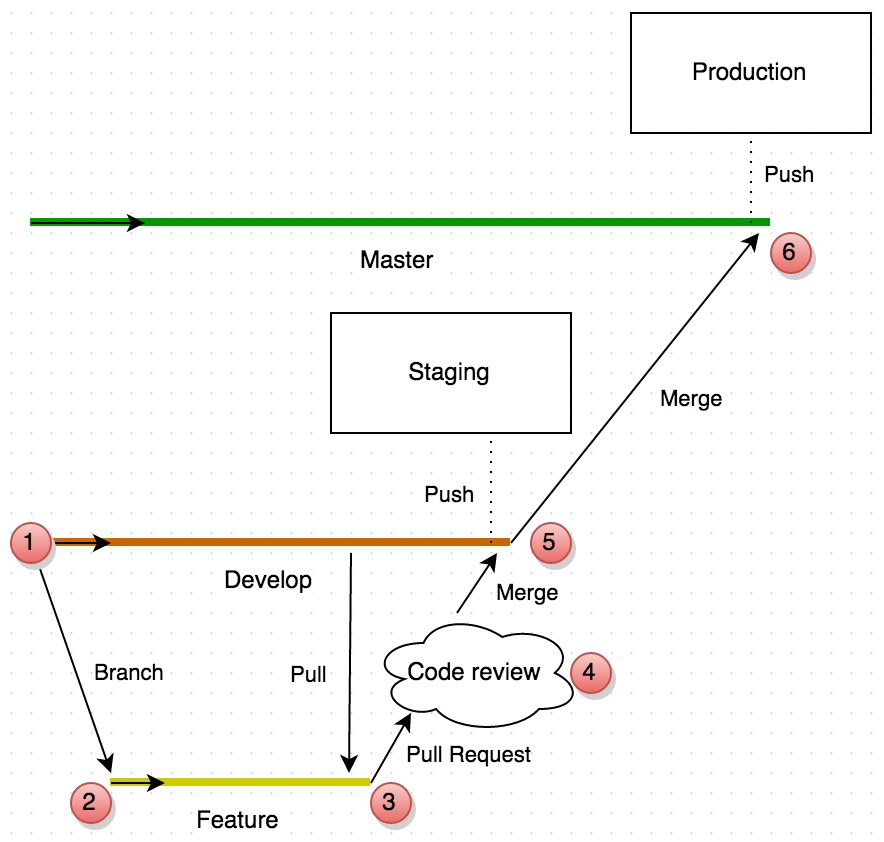 Production
Push
Master
6
Staging
Merge
Push
1
5
Develop
Merge
Branch
Pull
Code review
4
Pull Request
2
3
Feature